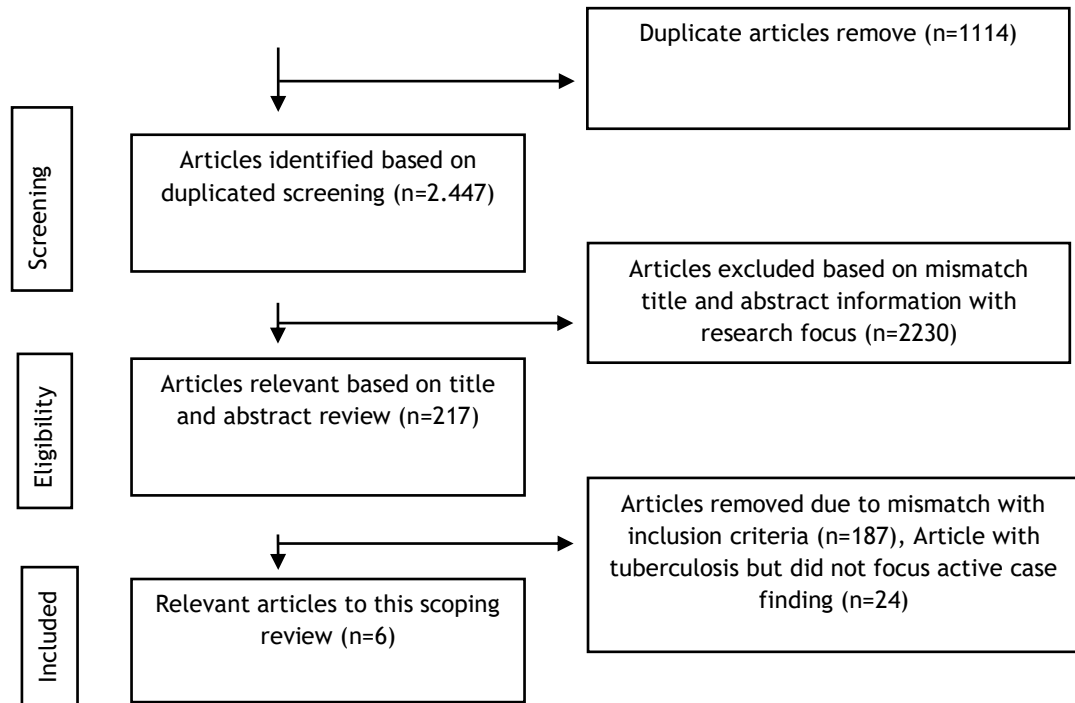 Duplicate articles remove (n=1114)
Screening
Articles identified based on
duplicated screening (n=2.447)
Articles excluded based on mismatch
title and abstract information with
research focus (n=2230)
Eligibility
Articles relevant based on title
and abstract review (n=217)
Articles removed due to mismatch with
inclusion criteria (n=187), Article with
tuberculosis but did not focus active case
finding (n=24)
Included
Relevant articles to this scoping
review (n=6)